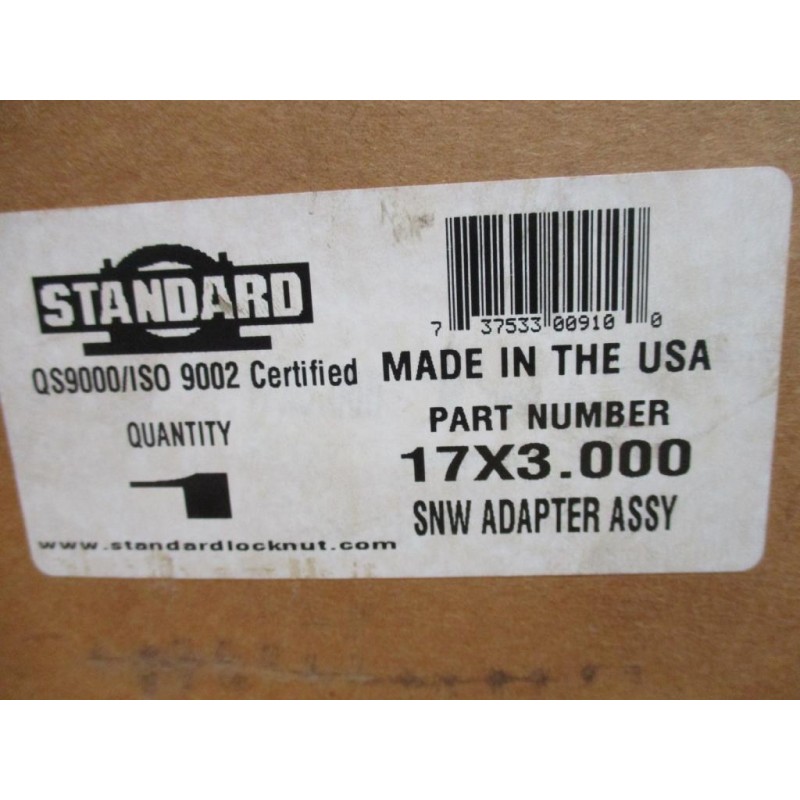 STANDARD
QS9000/ISO 9002 Certified
QUANTITY
www.standardlocknut.com
7 37533 00910 0
MADE IN THE USA
PART NUMBER
17X3.000
SNW ADAPTER ASSY